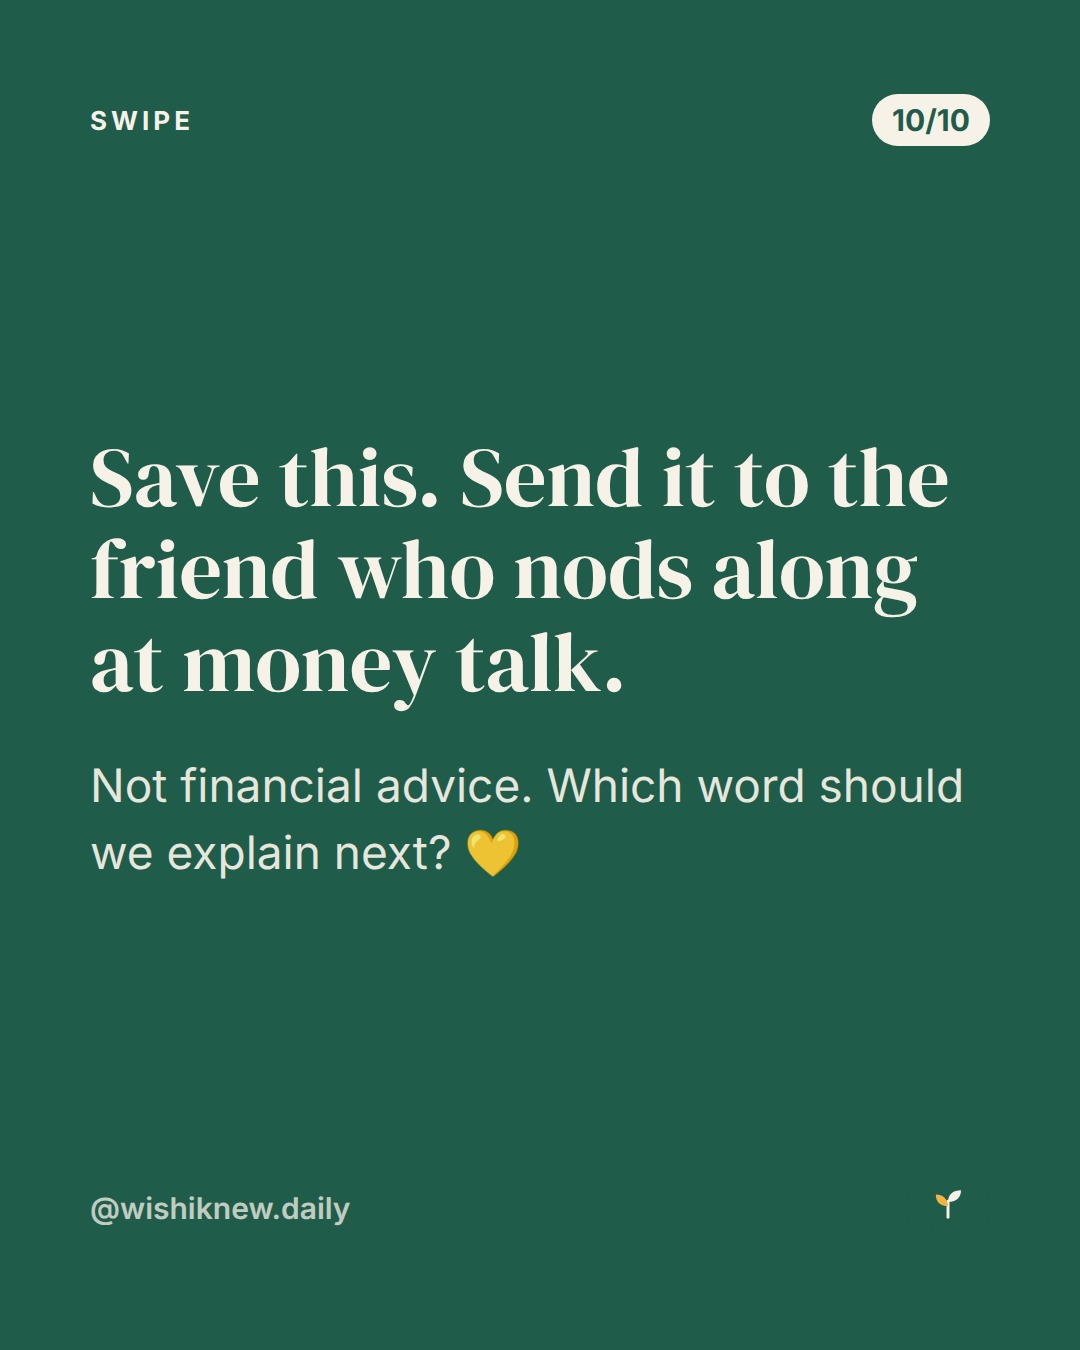 SWIPE
10/10
Save this. Send it to the
friend who nods along
at money talk.
Not financial advice. Which word should
we explain next? 💛
@wishiknew.daily